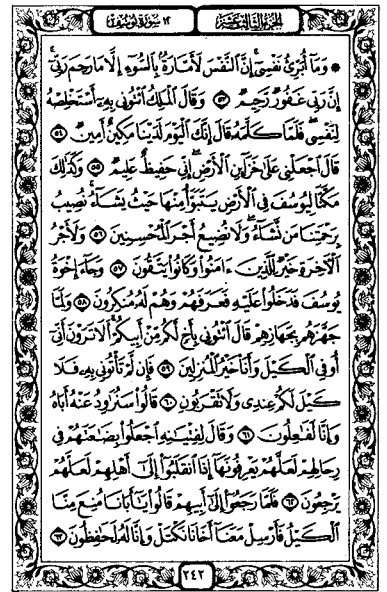 الجزء الثالث عشر ١٢ سورة يوسف
۞ وَمَآ أُبَرِّئُ نَفْسِىٓ ۚ إِنَّ ٱلنَّفْسَ لَأَمَّارَةٌۢ بِٱلسُّوٓءِ إِلَّا مَا رَحِمَ رَبِّىٓ ۚ
إِنَّ رَبِّى غَفُورٌ رَّحِيمٌ ٥٣ وَقَالَ ٱلْمَلِكُ ٱئْتُونِى بِهِۦٓ أَسْتَخْلِصْهُ
لِنَفْسِى ۖ فَلَمَّا كَلَّمَهُۥ قَالَ إِنَّكَ ٱلْيَوْمَ لَدَيْنَا مَكِينٌ أَمِينٌ ٥٤
قَالَ ٱجْعَلْنِى عَلَىٰ خَزَآئِنِ ٱلْأَرْضِ ۖ إِنِّى حَفِيظٌ عَلِيمٌ ٥٥ وَكَذَٰلِكَ
مَكَّنَّا لِيُوسُفَ فِى ٱلْأَرْضِ يَتَبَوَّأُ مِنْهَا حَيْثُ يَشَآءُ ۚ نُصِيبُ
بِرَحْمَتِنَا مَن نَّشَآءُ ۖ وَلَا نُضِيعُ أَجْرَ ٱلْمُحْسِنِينَ ٥٦ وَلَأَجْرُ
ٱلْـَٔاخِرَةِ خَيْرٌ لِّلَّذِينَ ءَامَنُوا۟ وَكَانُوا۟ يَتَّقُونَ ٥٧ وَجَآءَ إِخْوَةُ
يُوسُفَ فَدَخَلُوا۟ عَلَيْهِ فَعَرَفَهُمْ وَهُمْ لَهُۥ مُنكِرُونَ ٥٨ وَلَمَّا
جَهَّزَهُم بِجَهَازِهِمْ قَالَ ٱئْتُونِى بِأَخٍ لَّكُم مِّنْ أَبِيكُمْ ۚ أَلَا تَرَوْنَ أَنِّىٓ
أُوفِى ٱلْكَيْلَ وَأَنَا۠ خَيْرُ ٱلْمُنزِلِينَ ٥٩ فَإِن لَّمْ تَأْتُونِى بِهِۦ فَلَا
كَيْلَ لَكُمْ عِندِى وَلَا تَقْرَبُونِ ٦٠ قَالُوا۟ سَنُرَٰوِدُ عَنْهُ أَبَاهُ
وَإِنَّا لَفَٰعِلُونَ ٦١ وَقَالَ لِفِتْيَٰنِهِ ٱجْعَلُوا۟ بِضَٰعَتَهُمْ فِى
رِحَالِهِمْ لَعَلَّهُمْ يَعْرِفُونَهَآ إِذَا ٱنقَلَبُوٓا۟ إِلَىٰٓ أَهْلِهِمْ لَعَلَّهُمْ
يَرْجِعُونَ ٦٢ فَلَمَّا رَجَعُوٓا۟ إِلَىٰٓ أَبِيهِمْ قَالُوا۟ يَٰٓأَبَانَا مُنِعَ مِنَّا
ٱلْكَيْلُ فَأَرْسِلْ مَعَنَآ أَخَانَا نَكْتَلْ وَإِنَّا لَهُۥ لَحَٰفِظُونَ ٦٣
٢٤٢